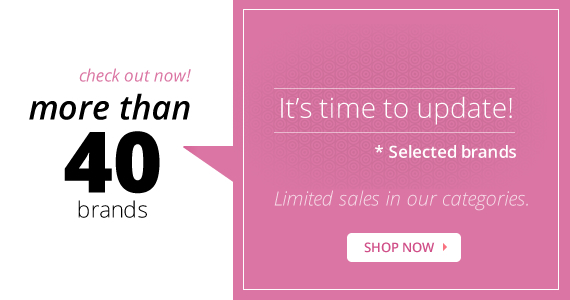 check out now!
more than
40
brands
It's time to update!
* Selected brands
Limited sales in our categories.
SHOP NOW